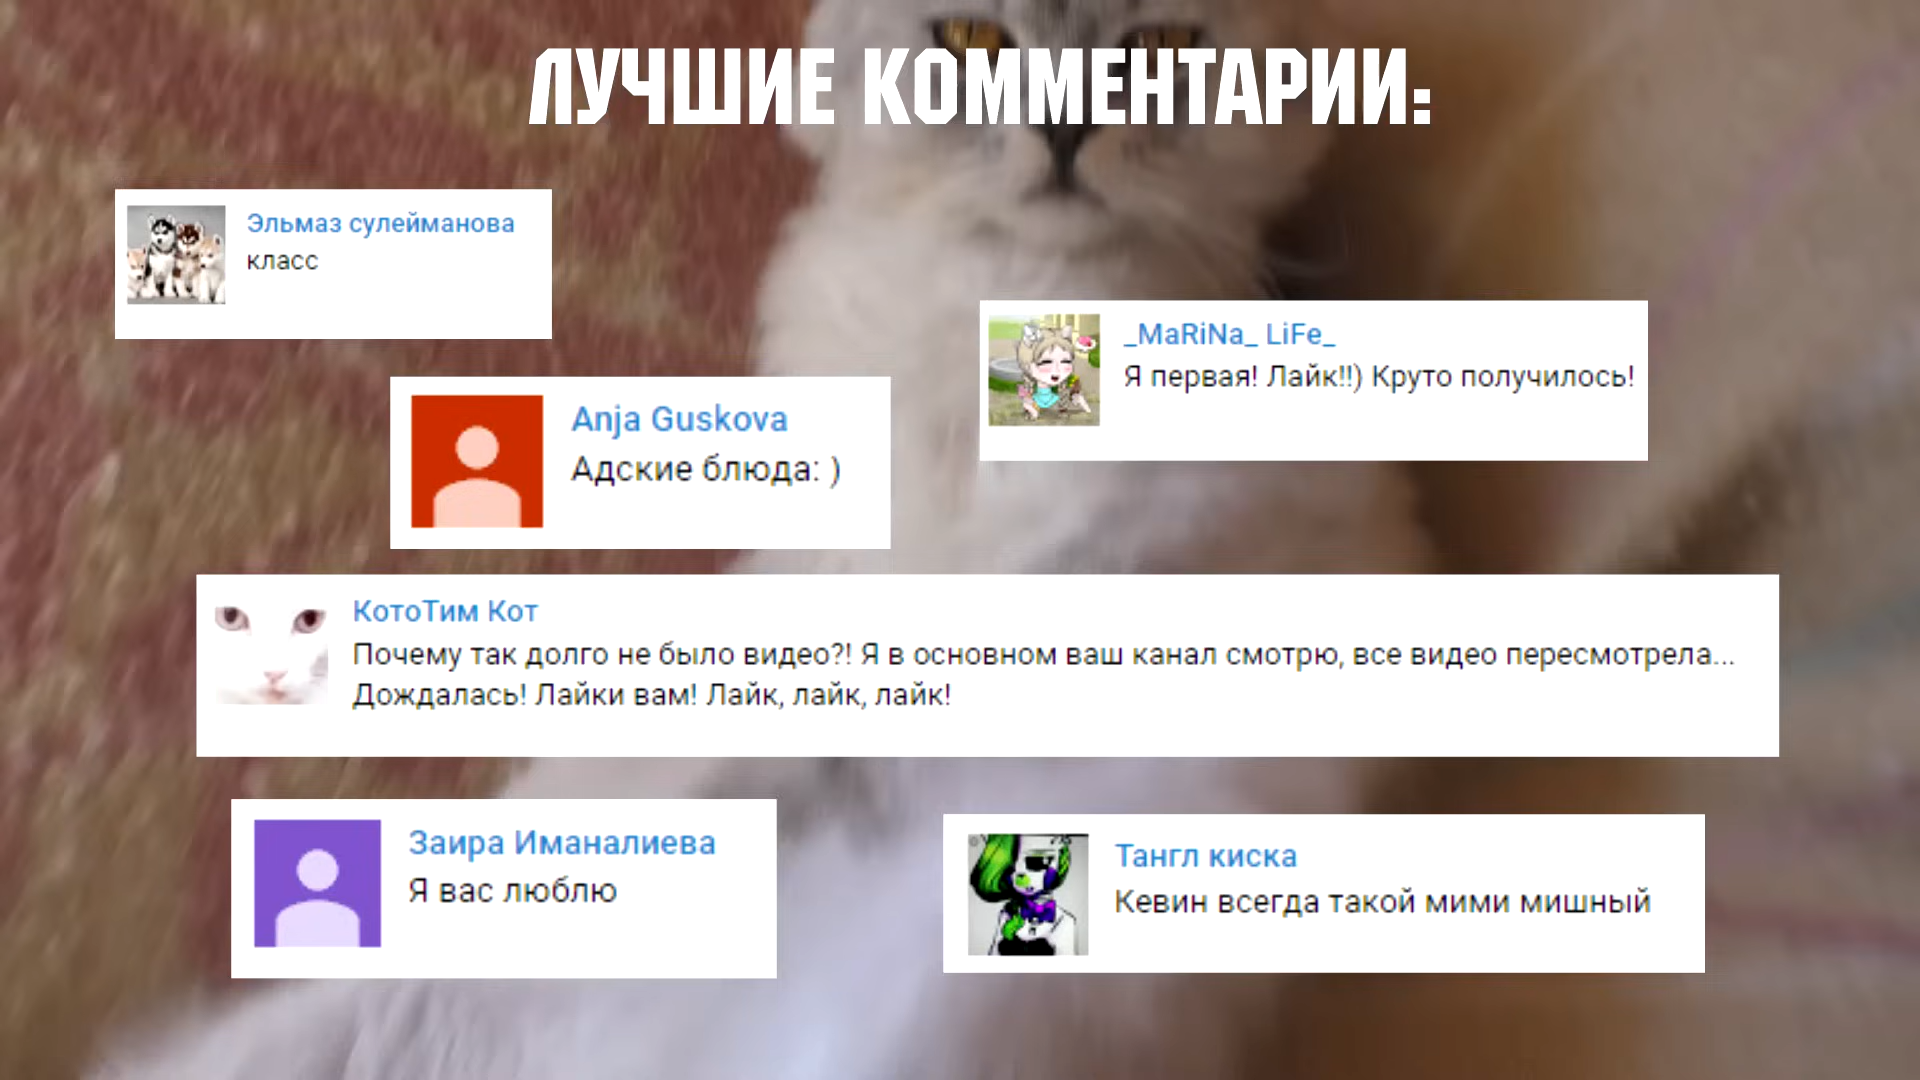 ЛУЧШИЕ КОММЕНТАРИИ:
Эльмаз сулейманова
класс
_MaRiNa_ LiFe_
Я первая! Лайк!!) Круто получилось!
Anja Guskova
Адские блюда: )
КотоТим Кот
Почему так долго не было видео?! Я в основном ваш канал смотрю, все видео пересмотрела...
Дождалась! Лайки вам! Лайк, лайк, лайк!
Заира Иманалиева
Я вас люблю
Тангл киска
Кевин всегда такой мими мишный